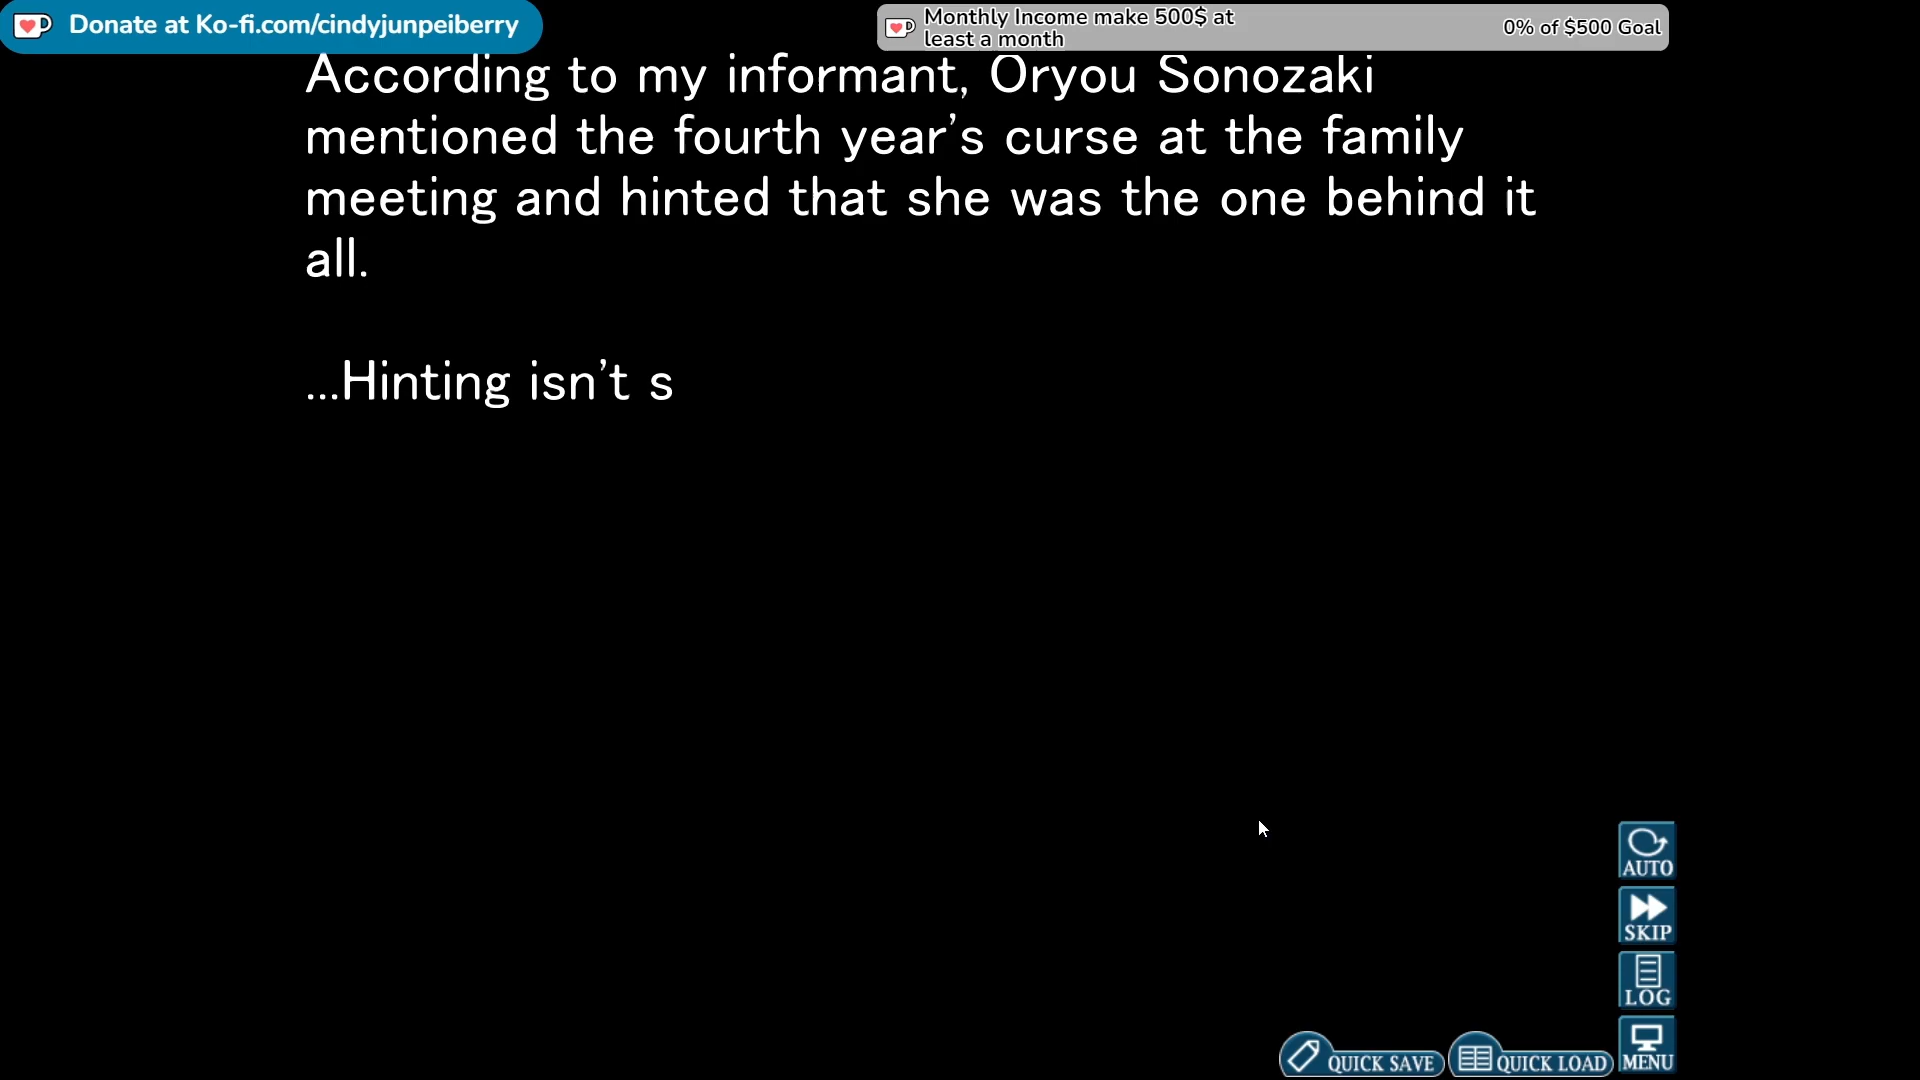 Donate at Ko-fi.com/cindyjunpeiberry
Monthly Income make 500$ at
least a month
0% of $500 Goal
According to my informant, Oryou Sonozaki
mentioned the fourth year's curse at the family
meeting and hinted that she was the one behind it
all.
...Hinting isn't s
AUTO
SKIP
LOG
MENU
QUICK SAVE
QUICK LOAD